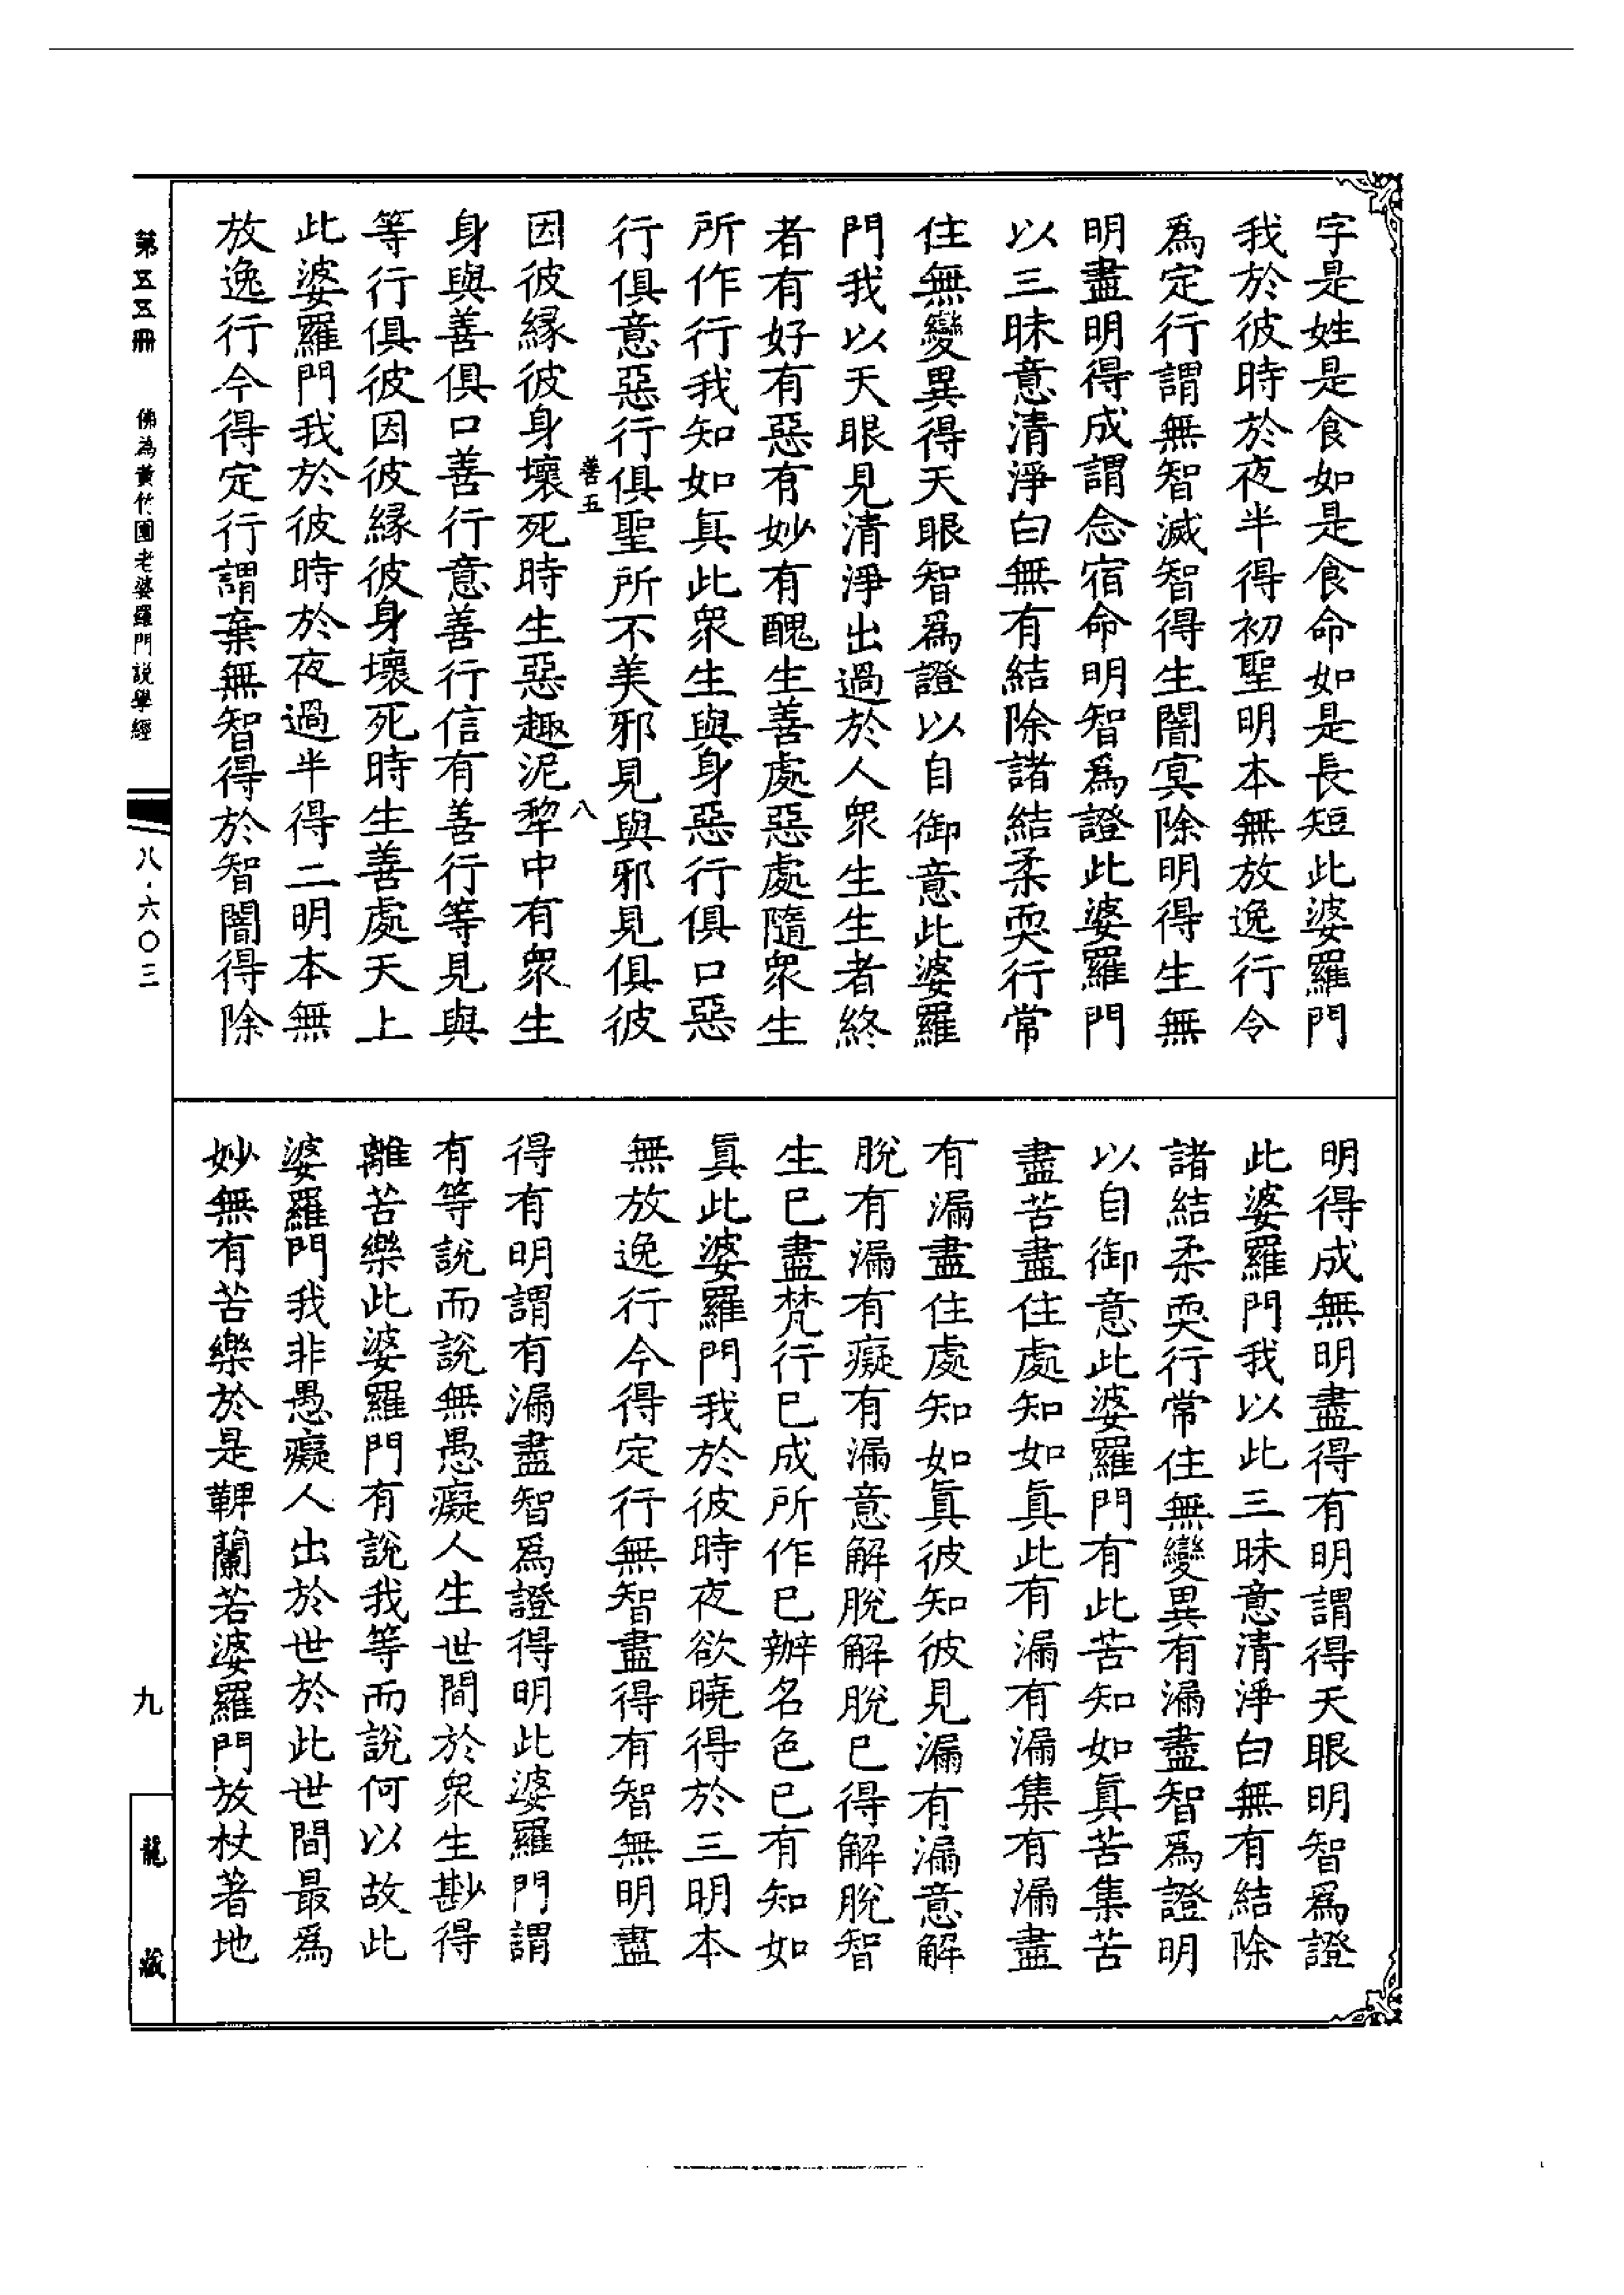 字是姓是食如是食命如是長短此婆羅門
我於彼時於夜半得初聖明本無放逸行令
爲定行謂無智滅智得生闇冥除明得生無
明盡明得成謂念宿命明智爲證此婆羅門
以三昧意清淨白無有結除諸結柔耎行常
住無變異得天眼智爲證以自御意此婆羅
門我以天眼見清淨出過於人衆生生者終
者有好有惡有妙有醜生善處惡處隨衆生
所作行我知如真此衆生與身惡行俱口惡
行俱意惡行俱聖所不美邪見與邪見俱彼
善五
八
因彼緣彼身壞死時生惡趣泥犂中有衆生
身與善俱口善行意善行信有善行等見與
等行俱彼因彼緣彼身壞死時生善處天上
此婆羅門我於彼時於夜過半得二明本無
放逸行今得定行謂棄無智得於智闇得除
明得成無明盡得有明謂得天眼明智爲證
此婆羅門我以此三昧意清淨白無有結除
諸結柔耎行常住無變異有漏盡智爲證明
以自御意此婆羅門有此苦知如真苦集苦
盡苦盡住處知如真此有漏有漏集有漏盡
有漏盡住處知如真彼知彼見漏有漏意解
脫有漏有癡有漏意解脫解脫已得解脫智
生已盡梵行已成所作已辦名色已有知如
真此婆羅門我於彼時夜欲曉得於三明本
無放逸行今得定行無智盡得有智無明盡
得有明謂有漏盡智爲證得明此婆羅門謂
有等說而說無愚癡人生世間於衆生尠得
離苦樂此婆羅門有說我等而說何以故此
婆羅門我非愚癡人出於世於此世間最爲
妙無有苦樂於是鞞蘭若婆羅門放杖著地
第五五冊
佛為黃竹園老婆羅門説學經
八·六〇三
九
龍藏